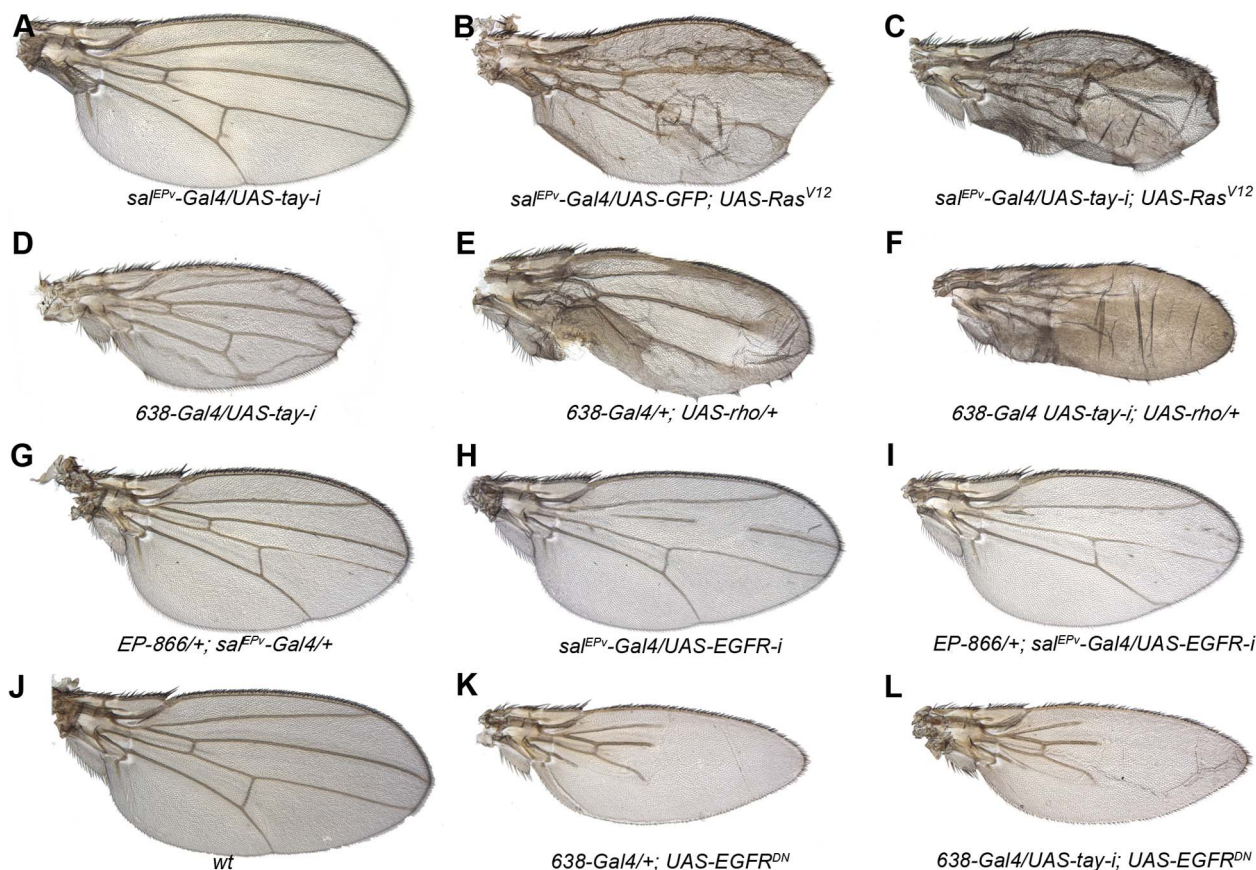 A
B
C
sal^EPv-Gal4/UAS-tay-i
sal^EPv-Gal4/UAS-GFP; UAS-Ras^V12
sal^EPv-Gal4/UAS-tay-i; UAS-Ras^V12
D
E
F
638-Gal4/UAS-tay-i
638-Gal4/+; UAS-rho/+
638-Gal4 UAS-tay-i; UAS-rho/+
G
H
I
EP-866/+; sal^EPv-Gal4/+
sal^EPv-Gal4/UAS-EGFR-i
EP-866/+; sal^EPv-Gal4/UAS-EGFR-i
J
K
L
wt
638-Gal4/+; UAS-EGFR^DN
638-Gal4/UAS-tay-i; UAS-EGFR^DN